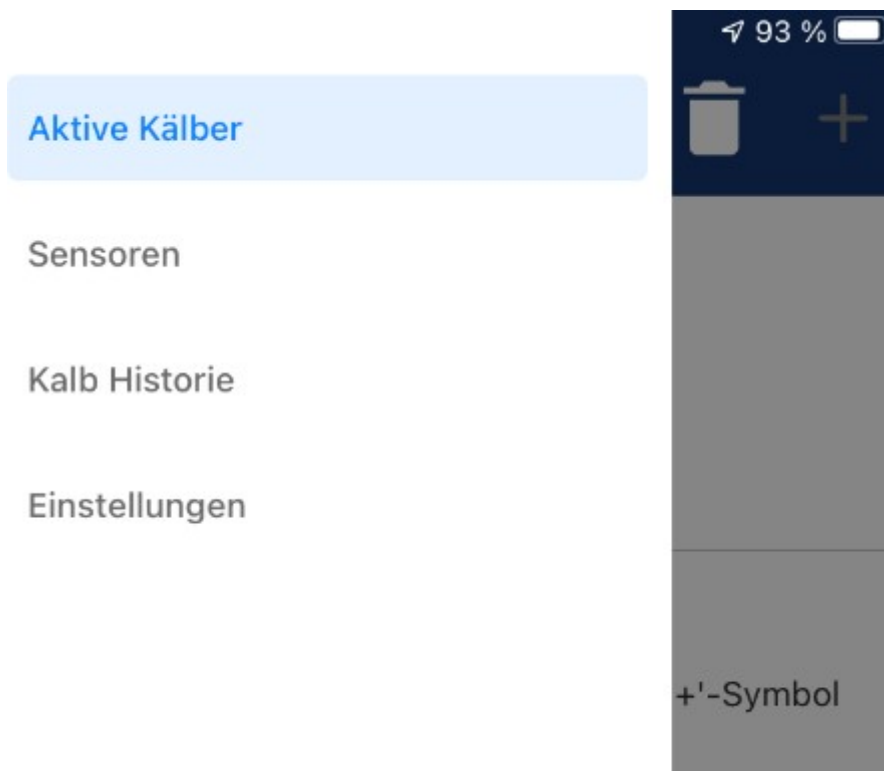 93 %
Aktive Kälber
Sensoren
Kalb Historie
Einstellungen
+'-Symbol